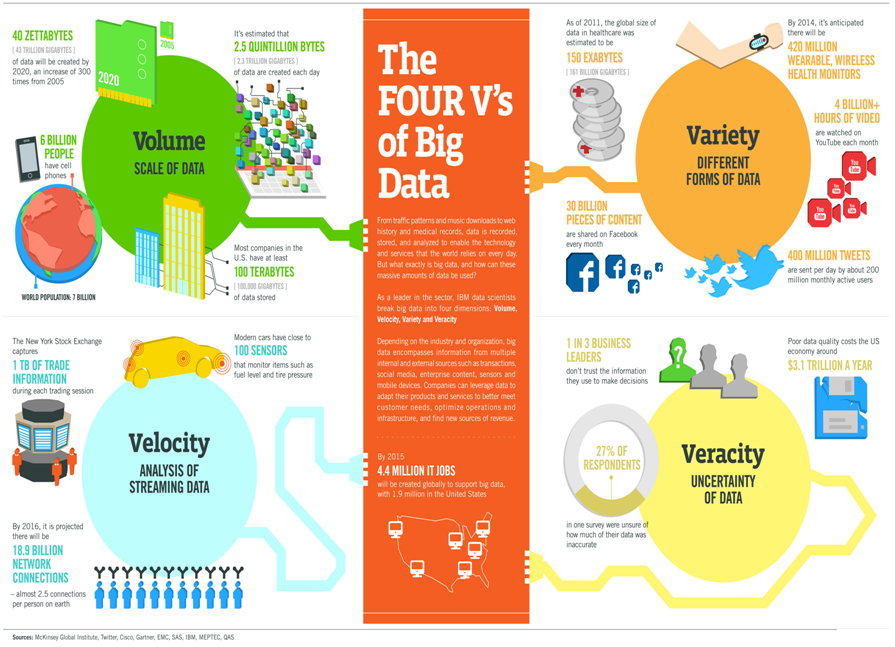 40 ZETTABYTES
[ 43 TRILLION GIGABYTES ]
of data will be created by
2020, an increase of 300
times from 2005
2005
2020
It's estimated that
2.5 QUINTILLION BYTES
[ 2.3 TRILLION GIGABYTES ]
of data are created each day
6 BILLION
PEOPLE
have cell
phones
WORLD POPULATION: 7 BILLION
Volume
SCALE OF DATA
Most companies in the
U.S. have at least
100 TERABYTES
[ 100,000 GIGABYTES ]
of data stored
The New York Stock Exchange
captures
1 TB OF TRADE
INFORMATION
during each trading session
Modern cars have close to
100 SENSORS
that monitor items such as
fuel level and tire pressure
Velocity
ANALYSIS OF
STREAMING DATA
By 2016, it is projected
there will be
18.9 BILLION
NETWORK
CONNECTIONS
– almost 2.5 connections
per person on earth
The
FOUR V's
of Big
Data
From traffic patterns and music downloads to web
history and medical records, data is recorded,
stored, and analyzed to enable the technology
and services that the world relies on every day.
But what exactly is big data, and how can these
massive amounts of data be used?
As a leader in the sector, IBM data scientists
break big data into four dimensions: Volume,
Velocity, Variety and Veracity
Depending on the industry and organization, big
data encompasses information from multiple
internal and external sources such as transactions,
social media, enterprise content, sensors and
mobile devices. Companies can leverage data to
adapt their products and services to better meet
customer needs, optimize operations and
infrastructure, and find new sources of revenue.
By 2015
4.4 MILLION IT JOBS
will be created globally to support big data,
with 1.9 million in the United States
As of 2011, the global size of
data in healthcare was
estimated to be
150 EXABYTES
[ 161 BILLION GIGABYTES ]
By 2014, it's anticipated
there will be
420 MILLION
WEARABLE, WIRELESS
HEALTH MONITORS
4 BILLION+
HOURS OF VIDEO
are watched on
YouTube each month
You
Tube
You
Tube
You
Tube
You
Tube
Variety
DIFFERENT
FORMS OF DATA
30 BILLION
PIECES OF CONTENT
are shared on Facebook
every month
f
f
f
f
f
f
400 MILLION TWEETS
are sent per day by about 200
million monthly active users
1 IN 3 BUSINESS
LEADERS
don't trust the information
they use to make decisions
?
Poor data quality costs the US
economy around
$3.1 TRILLION A YEAR
27% OF
RESPONDENTS
in one survey were unsure of
how much of their data was
inaccurate
Veracity
UNCERTAINTY
OF DATA
Sources: McKinsey Global Institute, Twitter, Cisco, Gartner, EMC, SAS, IBM, MEPTEC, QAS